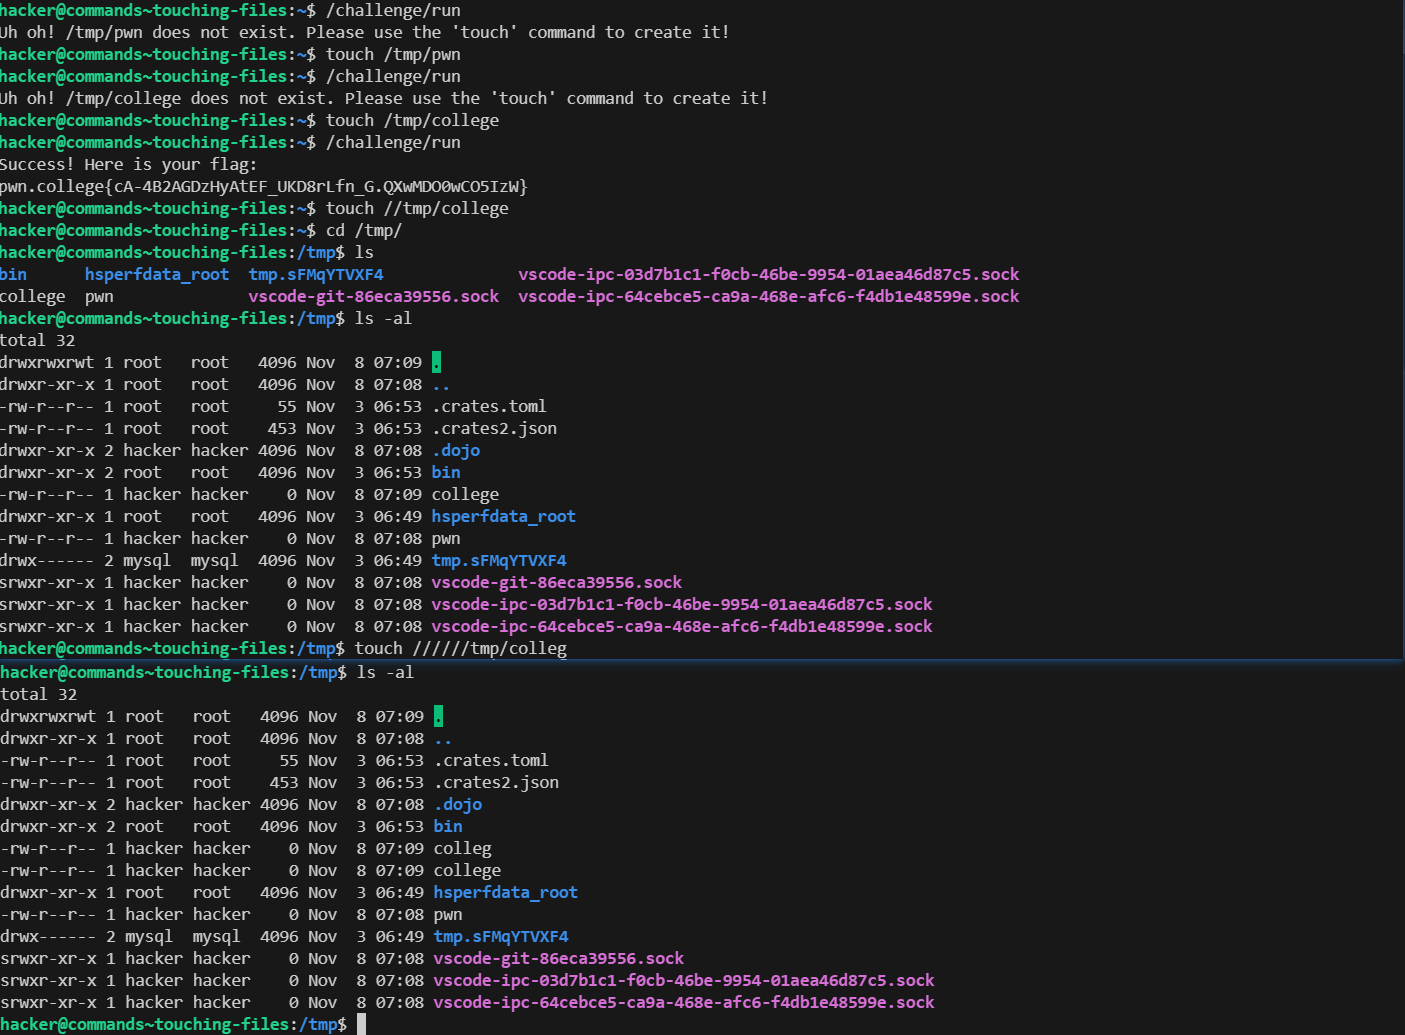 hacker@commands~touching-files:~$ /challenge/run
Uh oh! /tmp/pwn does not exist. Please use the 'touch' command to create it!
hacker@commands~touching-files:~$ touch /tmp/pwn
hacker@commands~touching-files:~$ /challenge/run
Uh oh! /tmp/college does not exist. Please use the 'touch' command to create it!
hacker@commands~touching-files:~$ touch /tmp/college
hacker@commands~touching-files:~$ /challenge/run
Success! Here is your flag:
pwn.college{cA-4B2AGDzHyAtEF_UKD8rLfn_G.QXwMDO0wCO5IzW}
hacker@commands~touching-files:~$ touch //tmp/college
hacker@commands~touching-files:~$ cd /tmp/
hacker@commands~touching-files:/tmp$ ls
bin      hsperfdata_root  tmp.sFMqYTVXF4              vscode-ipc-03d7b1c1-f0cb-46be-9954-01aea46d87c5.sock
college  pwn              vscode-git-86eca39556.sock  vscode-ipc-64cebce5-ca9a-468e-afc6-f4db1e48599e.sock
hacker@commands~touching-files:/tmp$ ls -al
total 32
drwxrwxrwt 1 root   root   4096 Nov  8 07:09 .
drwxr-xr-x 1 root   root   4096 Nov  8 07:08 ..
-rw-r--r-- 1 root   root     55 Nov  3 06:53 .crates.toml
-rw-r--r-- 1 root   root    453 Nov  3 06:53 .crates2.json
drwxr-xr-x 2 hacker hacker 4096 Nov  8 07:08 .dojo
drwxr-xr-x 2 root   root   4096 Nov  3 06:53 bin
-rw-r--r-- 1 hacker hacker    0 Nov  8 07:09 college
drwxr-xr-x 1 root   root   4096 Nov  3 06:49 hsperfdata_root
-rw-r--r-- 1 hacker hacker    0 Nov  8 07:08 pwn
drwx------ 2 mysql  mysql  4096 Nov  3 06:49 tmp.sFMqYTVXF4
srwxr-xr-x 1 hacker hacker    0 Nov  8 07:08 vscode-git-86eca39556.sock
srwxr-xr-x 1 hacker hacker    0 Nov  8 07:08 vscode-ipc-03d7b1c1-f0cb-46be-9954-01aea46d87c5.sock
srwxr-xr-x 1 hacker hacker    0 Nov  8 07:08 vscode-ipc-64cebce5-ca9a-468e-afc6-f4db1e48599e.sock
hacker@commands~touching-files:/tmp$ touch //////tmp/colleg
hacker@commands~touching-files:/tmp$ ls -al
total 32
drwxrwxrwt 1 root   root   4096 Nov  8 07:09 .
drwxr-xr-x 1 root   root   4096 Nov  8 07:08 ..
-rw-r--r-- 1 root   root     55 Nov  3 06:53 .crates.toml
-rw-r--r-- 1 root   root    453 Nov  3 06:53 .crates2.json
drwxr-xr-x 2 hacker hacker 4096 Nov  8 07:08 .dojo
drwxr-xr-x 2 root   root   4096 Nov  3 06:53 bin
-rw-r--r-- 1 hacker hacker    0 Nov  8 07:09 colleg
-rw-r--r-- 1 hacker hacker    0 Nov  8 07:09 college
drwxr-xr-x 1 root   root   4096 Nov  3 06:49 hsperfdata_root
-rw-r--r-- 1 hacker hacker    0 Nov  8 07:08 pwn
drwx------ 2 mysql  mysql  4096 Nov  3 06:49 tmp.sFMqYTVXF4
srwxr-xr-x 1 hacker hacker    0 Nov  8 07:08 vscode-git-86eca39556.sock
srwxr-xr-x 1 hacker hacker    0 Nov  8 07:08 vscode-ipc-03d7b1c1-f0cb-46be-9954-01aea46d87c5.sock
srwxr-xr-x 1 hacker hacker    0 Nov  8 07:08 vscode-ipc-64cebce5-ca9a-468e-afc6-f4db1e48599e.sock
hacker@commands~touching-files:/tmp$